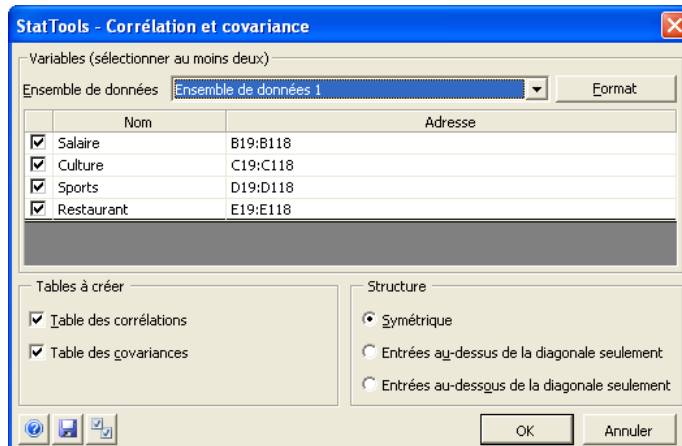 StatTools - Corrélation et covariance
Variables (sélectionner au moins deux)
Ensemble de données Ensemble de données 1 Format
Nom Adresse
Salaire B19:B118
Culture C19:C118
Sports D19:D118
Restaurant E19:E118
Tables à créer
Table des corrélations
Table des covariances
Structure
Symétrique
Entrées au-dessus de la diagonale seulement
Entrées au-dessous de la diagonale seulement
OK Annuler